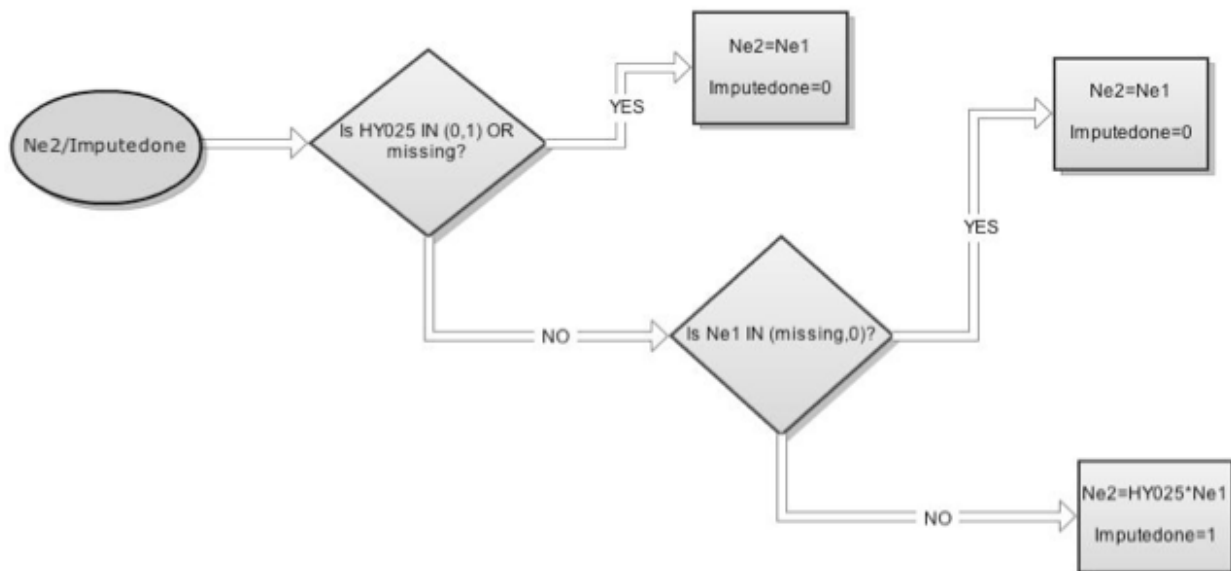 Ne2/Imputedone
Is HY025 IN (0,1) OR
missing?
YES
Ne2=Ne1
Imputedone=0
NO
Is Ne1 IN (missing,0)?
YES
Ne2=Ne1
Imputedone=0
NO
Ne2=HY025*Ne1
Imputedone=1